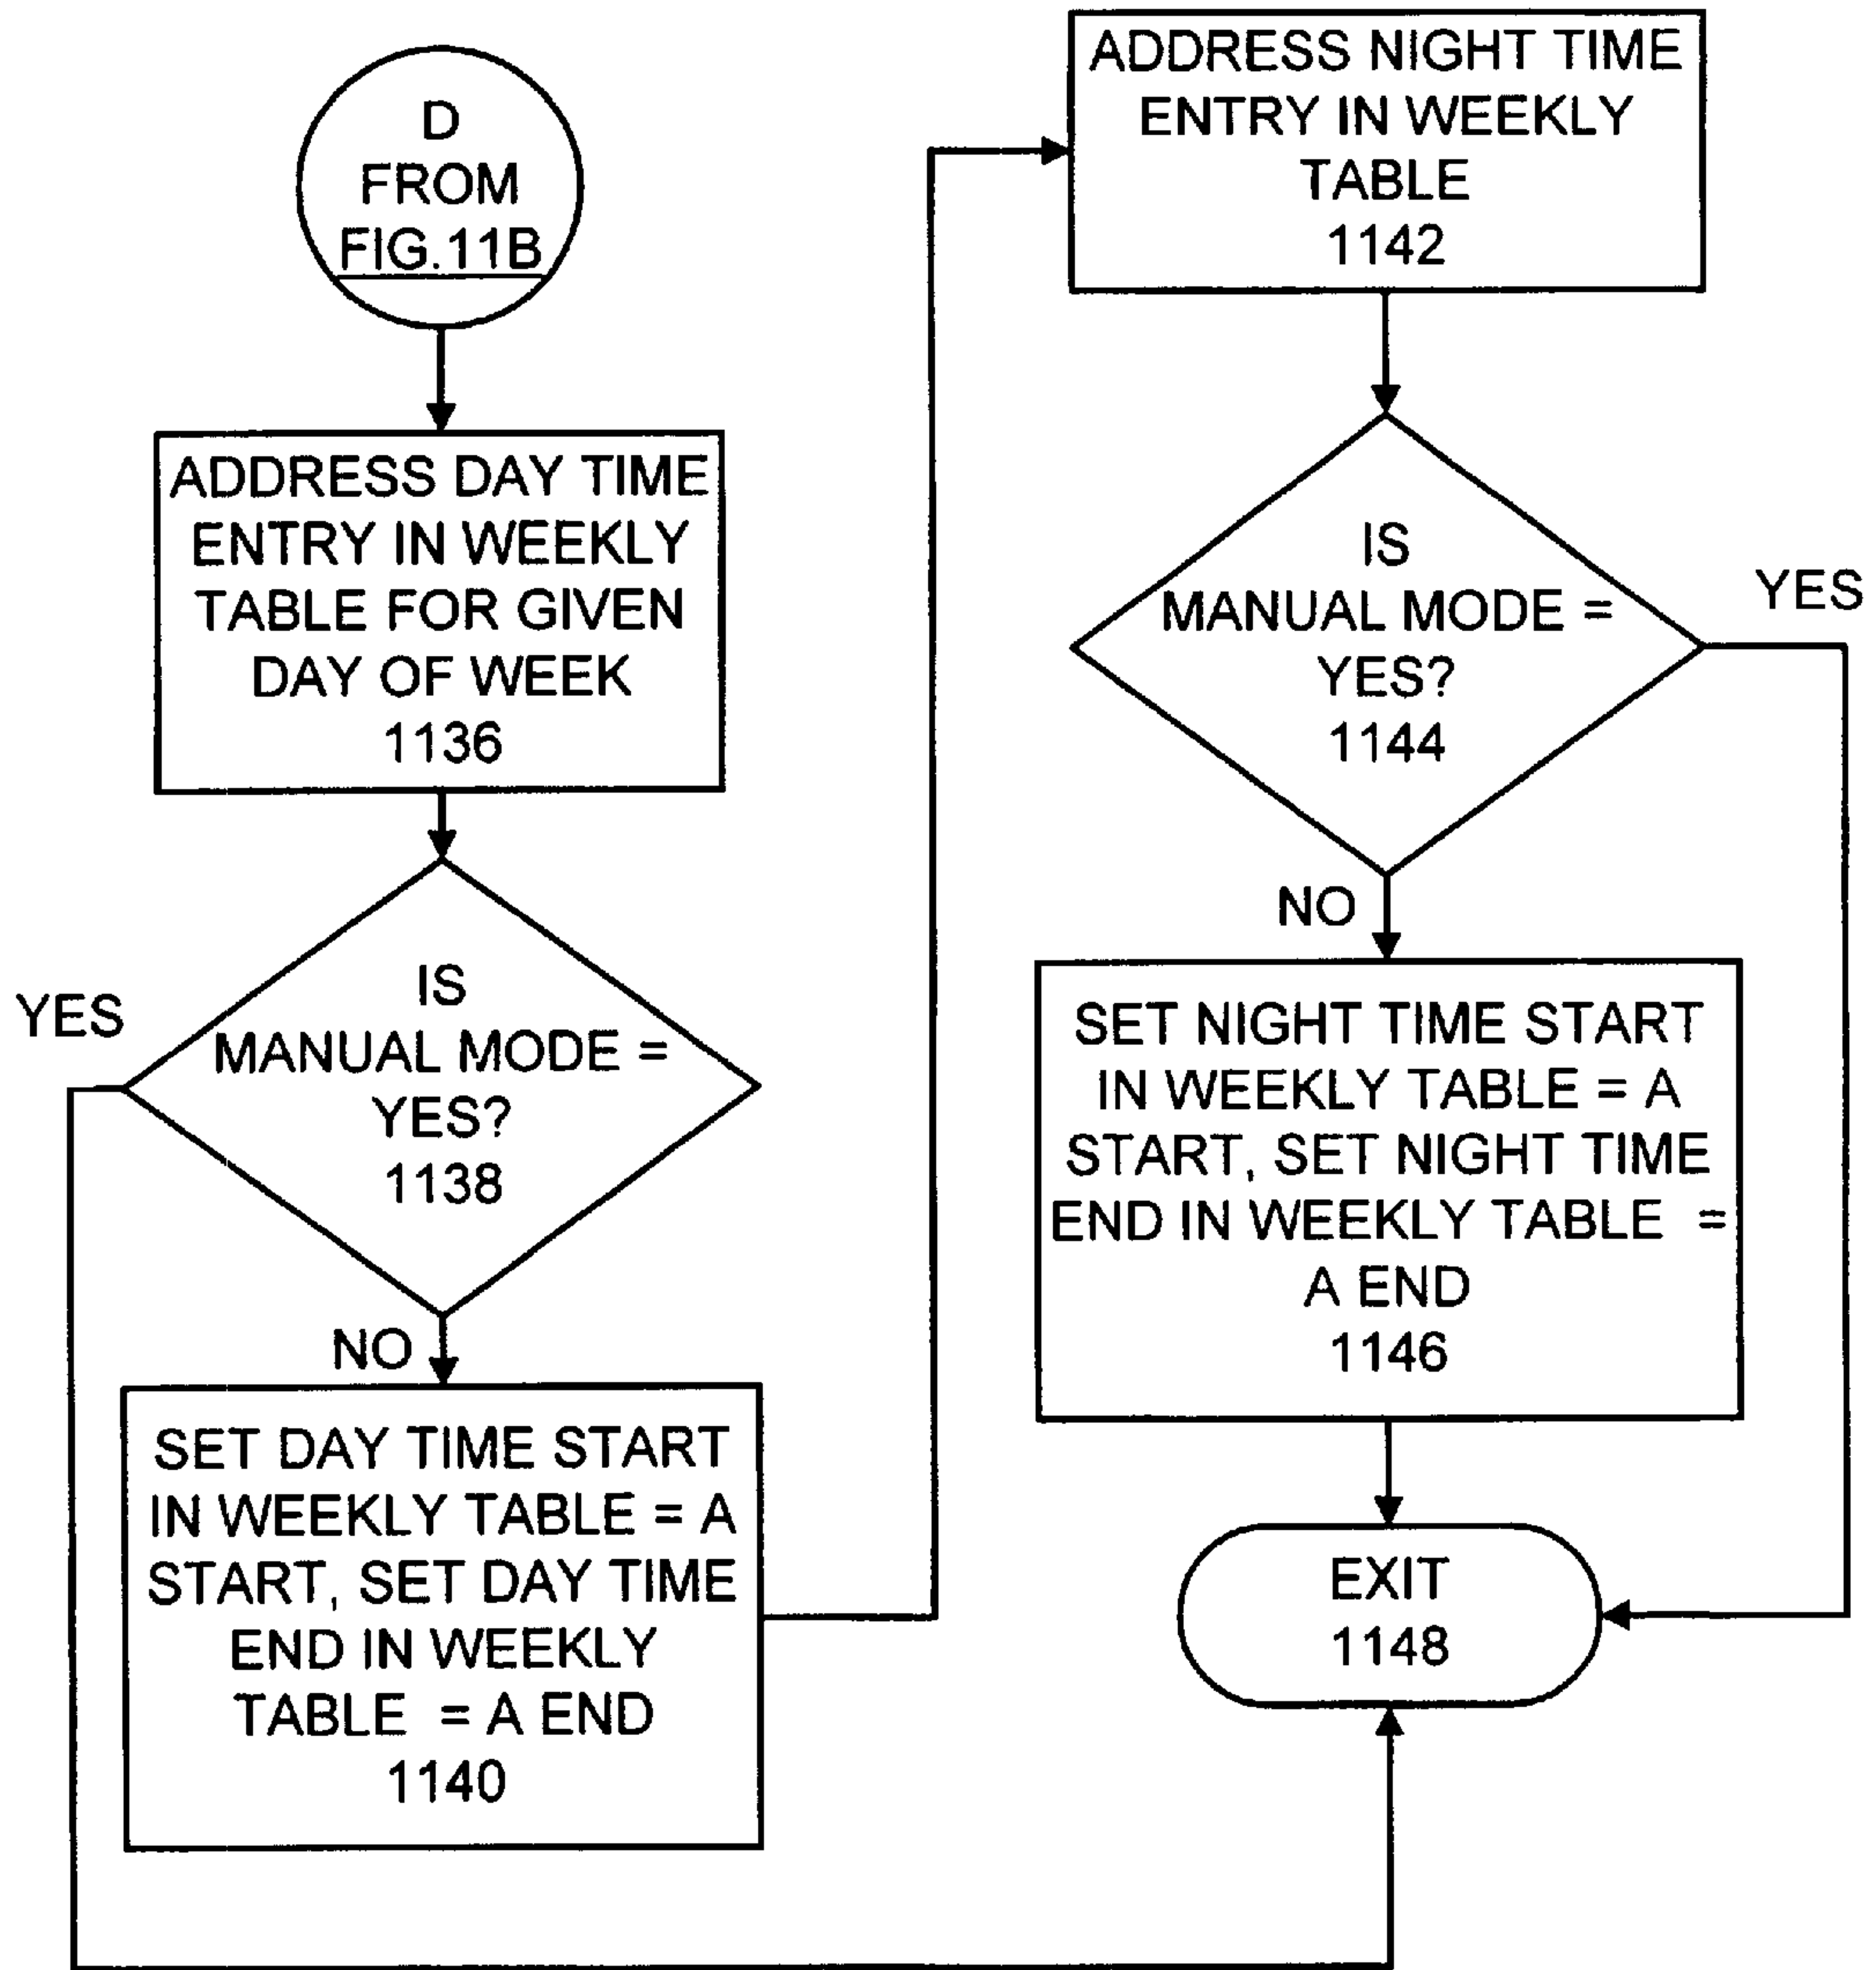 D
FROM
FIG.11B
ADDRESS DAY TIME
ENTRY IN WEEKLY
TABLE FOR GIVEN
DAY OF WEEK
1136
IS
MANUAL MODE =
YES?
1138
YES
NO
SET DAY TIME START
IN WEEKLY TABLE = A
START, SET DAY TIME
END IN WEEKLY
TABLE = A END
1140
ADDRESS NIGHT TIME
ENTRY IN WEEKLY
TABLE
1142
IS
MANUAL MODE =
YES?
1144
YES
NO
SET NIGHT TIME START
IN WEEKLY TABLE = A
START, SET NIGHT TIME
END IN WEEKLY TABLE =
A END
1146
EXIT
1148